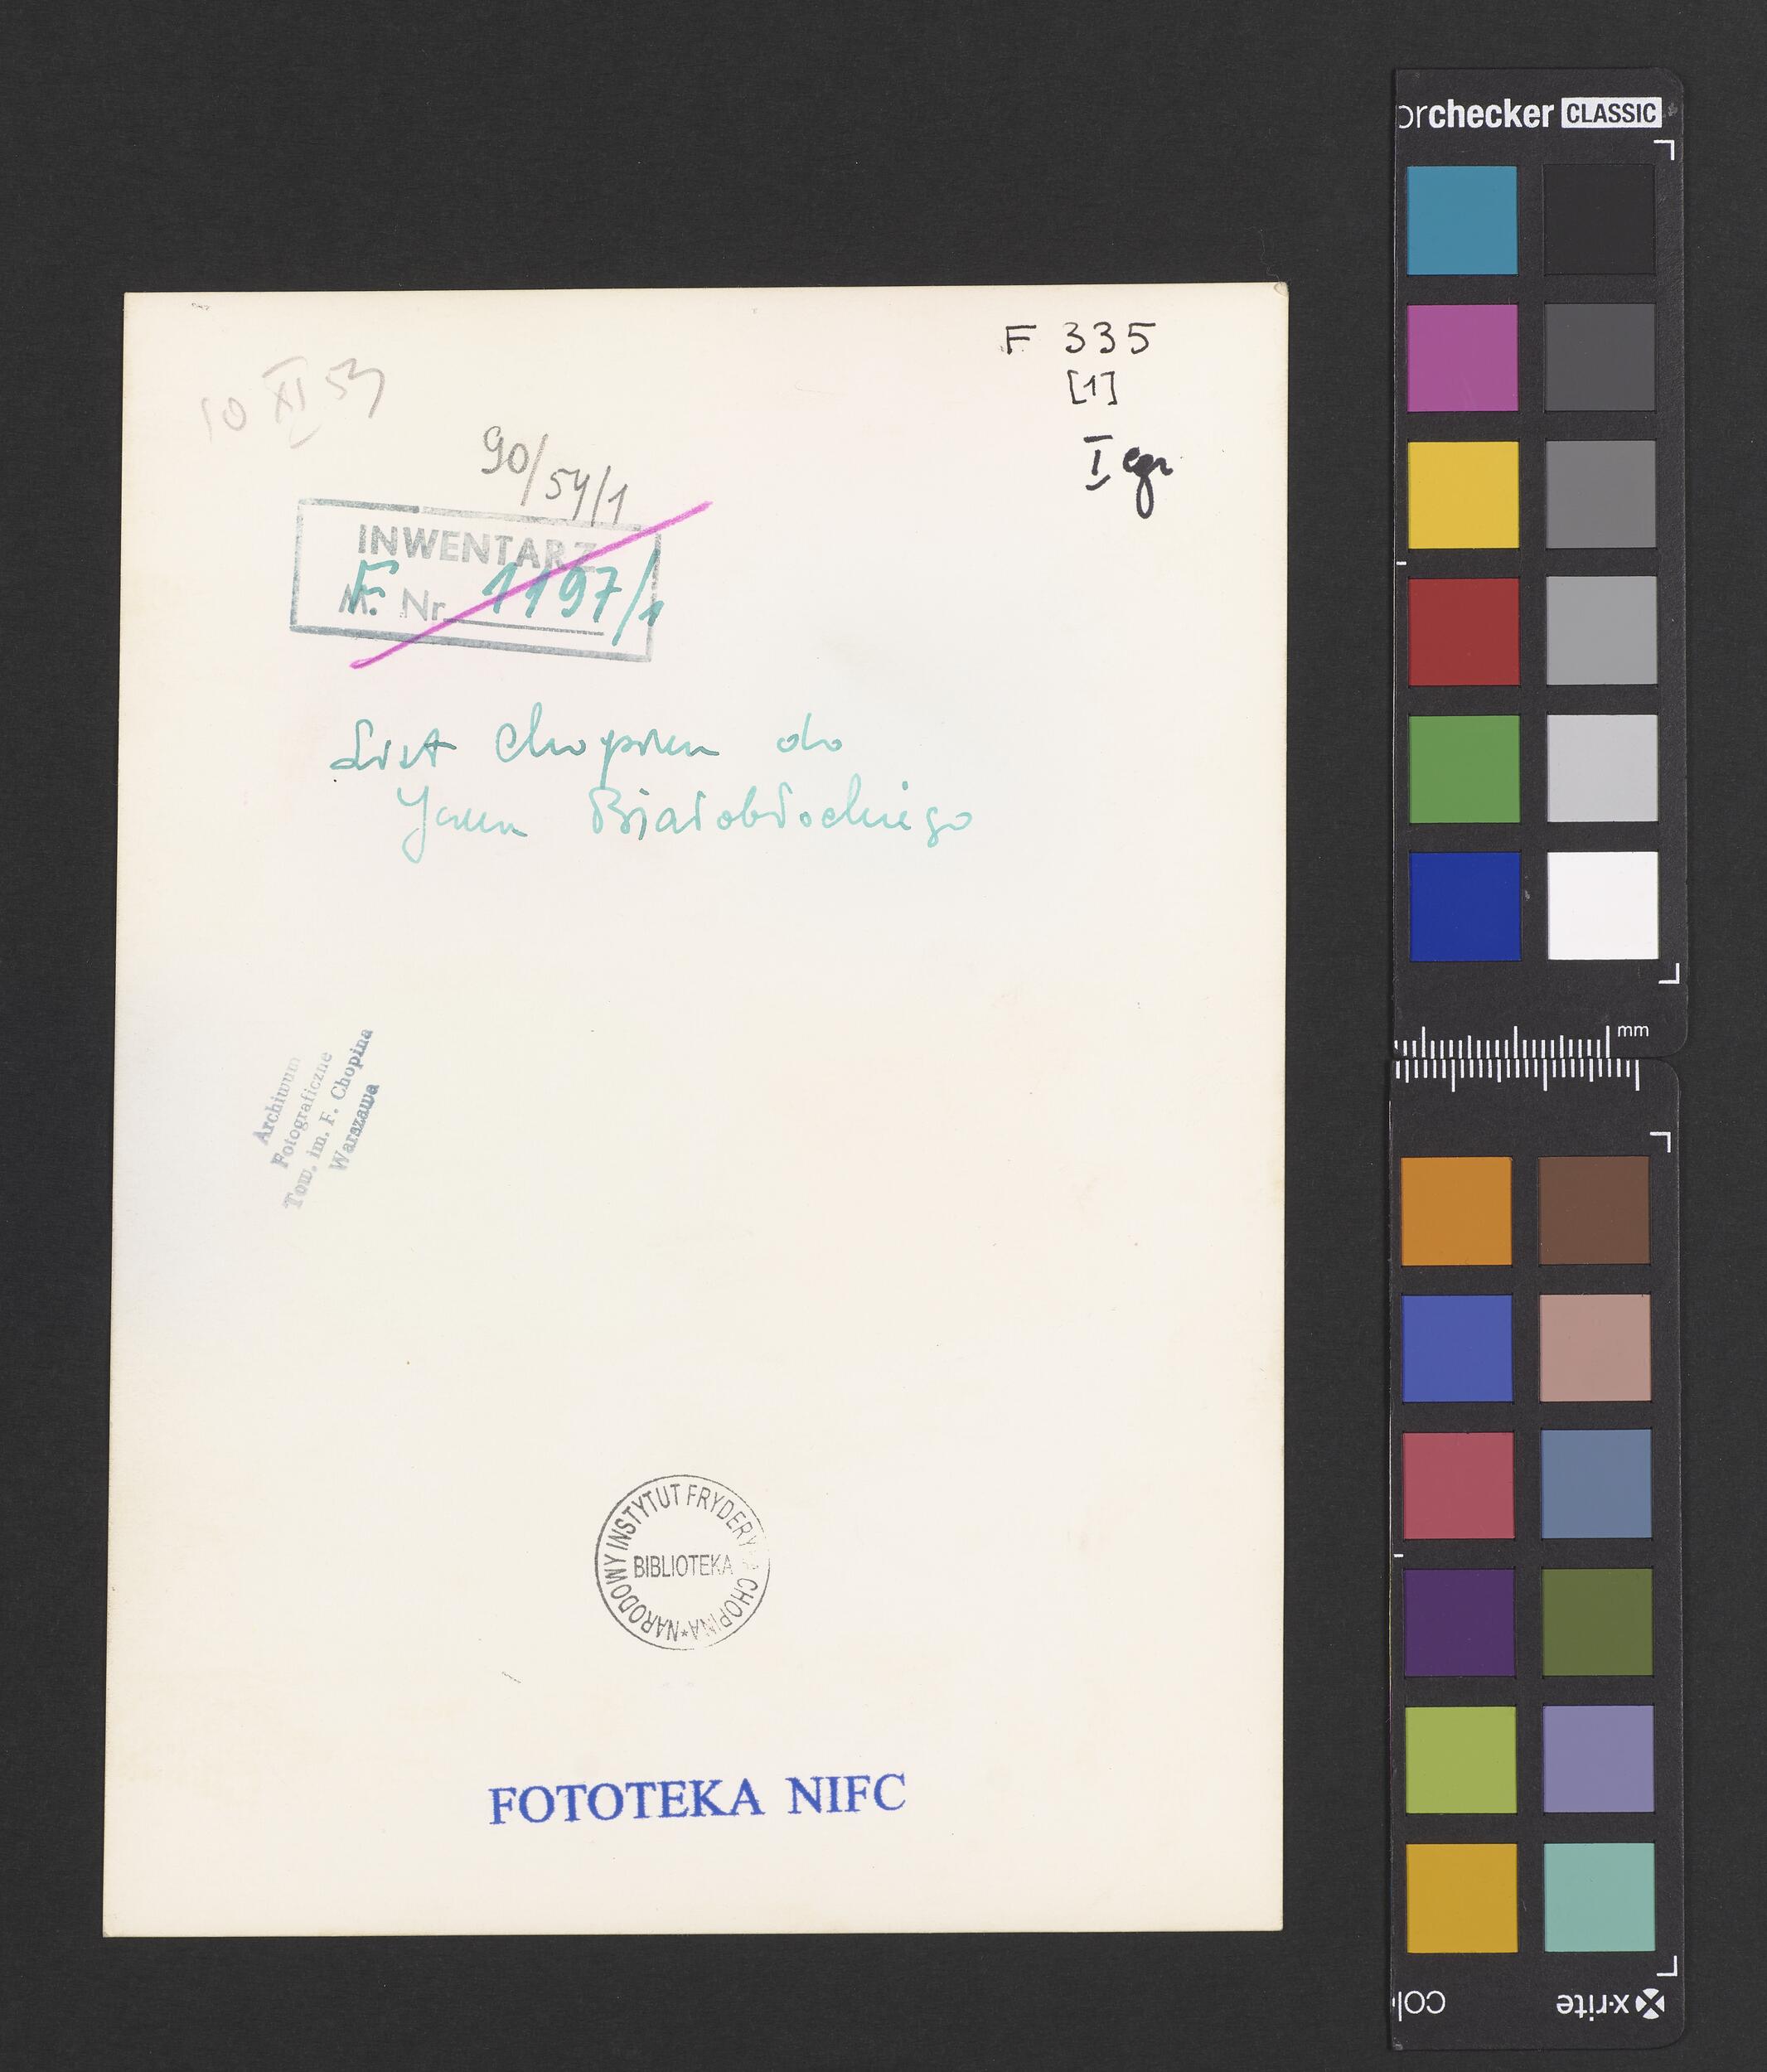 F 335
[1]
I egz
10 XI 53
90/54/1
INWENTARZ
F. Nr 1197/1
List Chopina do
Jana Białobłockiego
Archiwum
Fotograficzne
Tow. im. F. Chopina
Warszawa
NARODOWY INSTYTUT FRYDERYKA CHOPINA *
BIBLIOTEKA
FOTOTEKA NIFC
orchecker CLASSIC
mm
col
x-rite